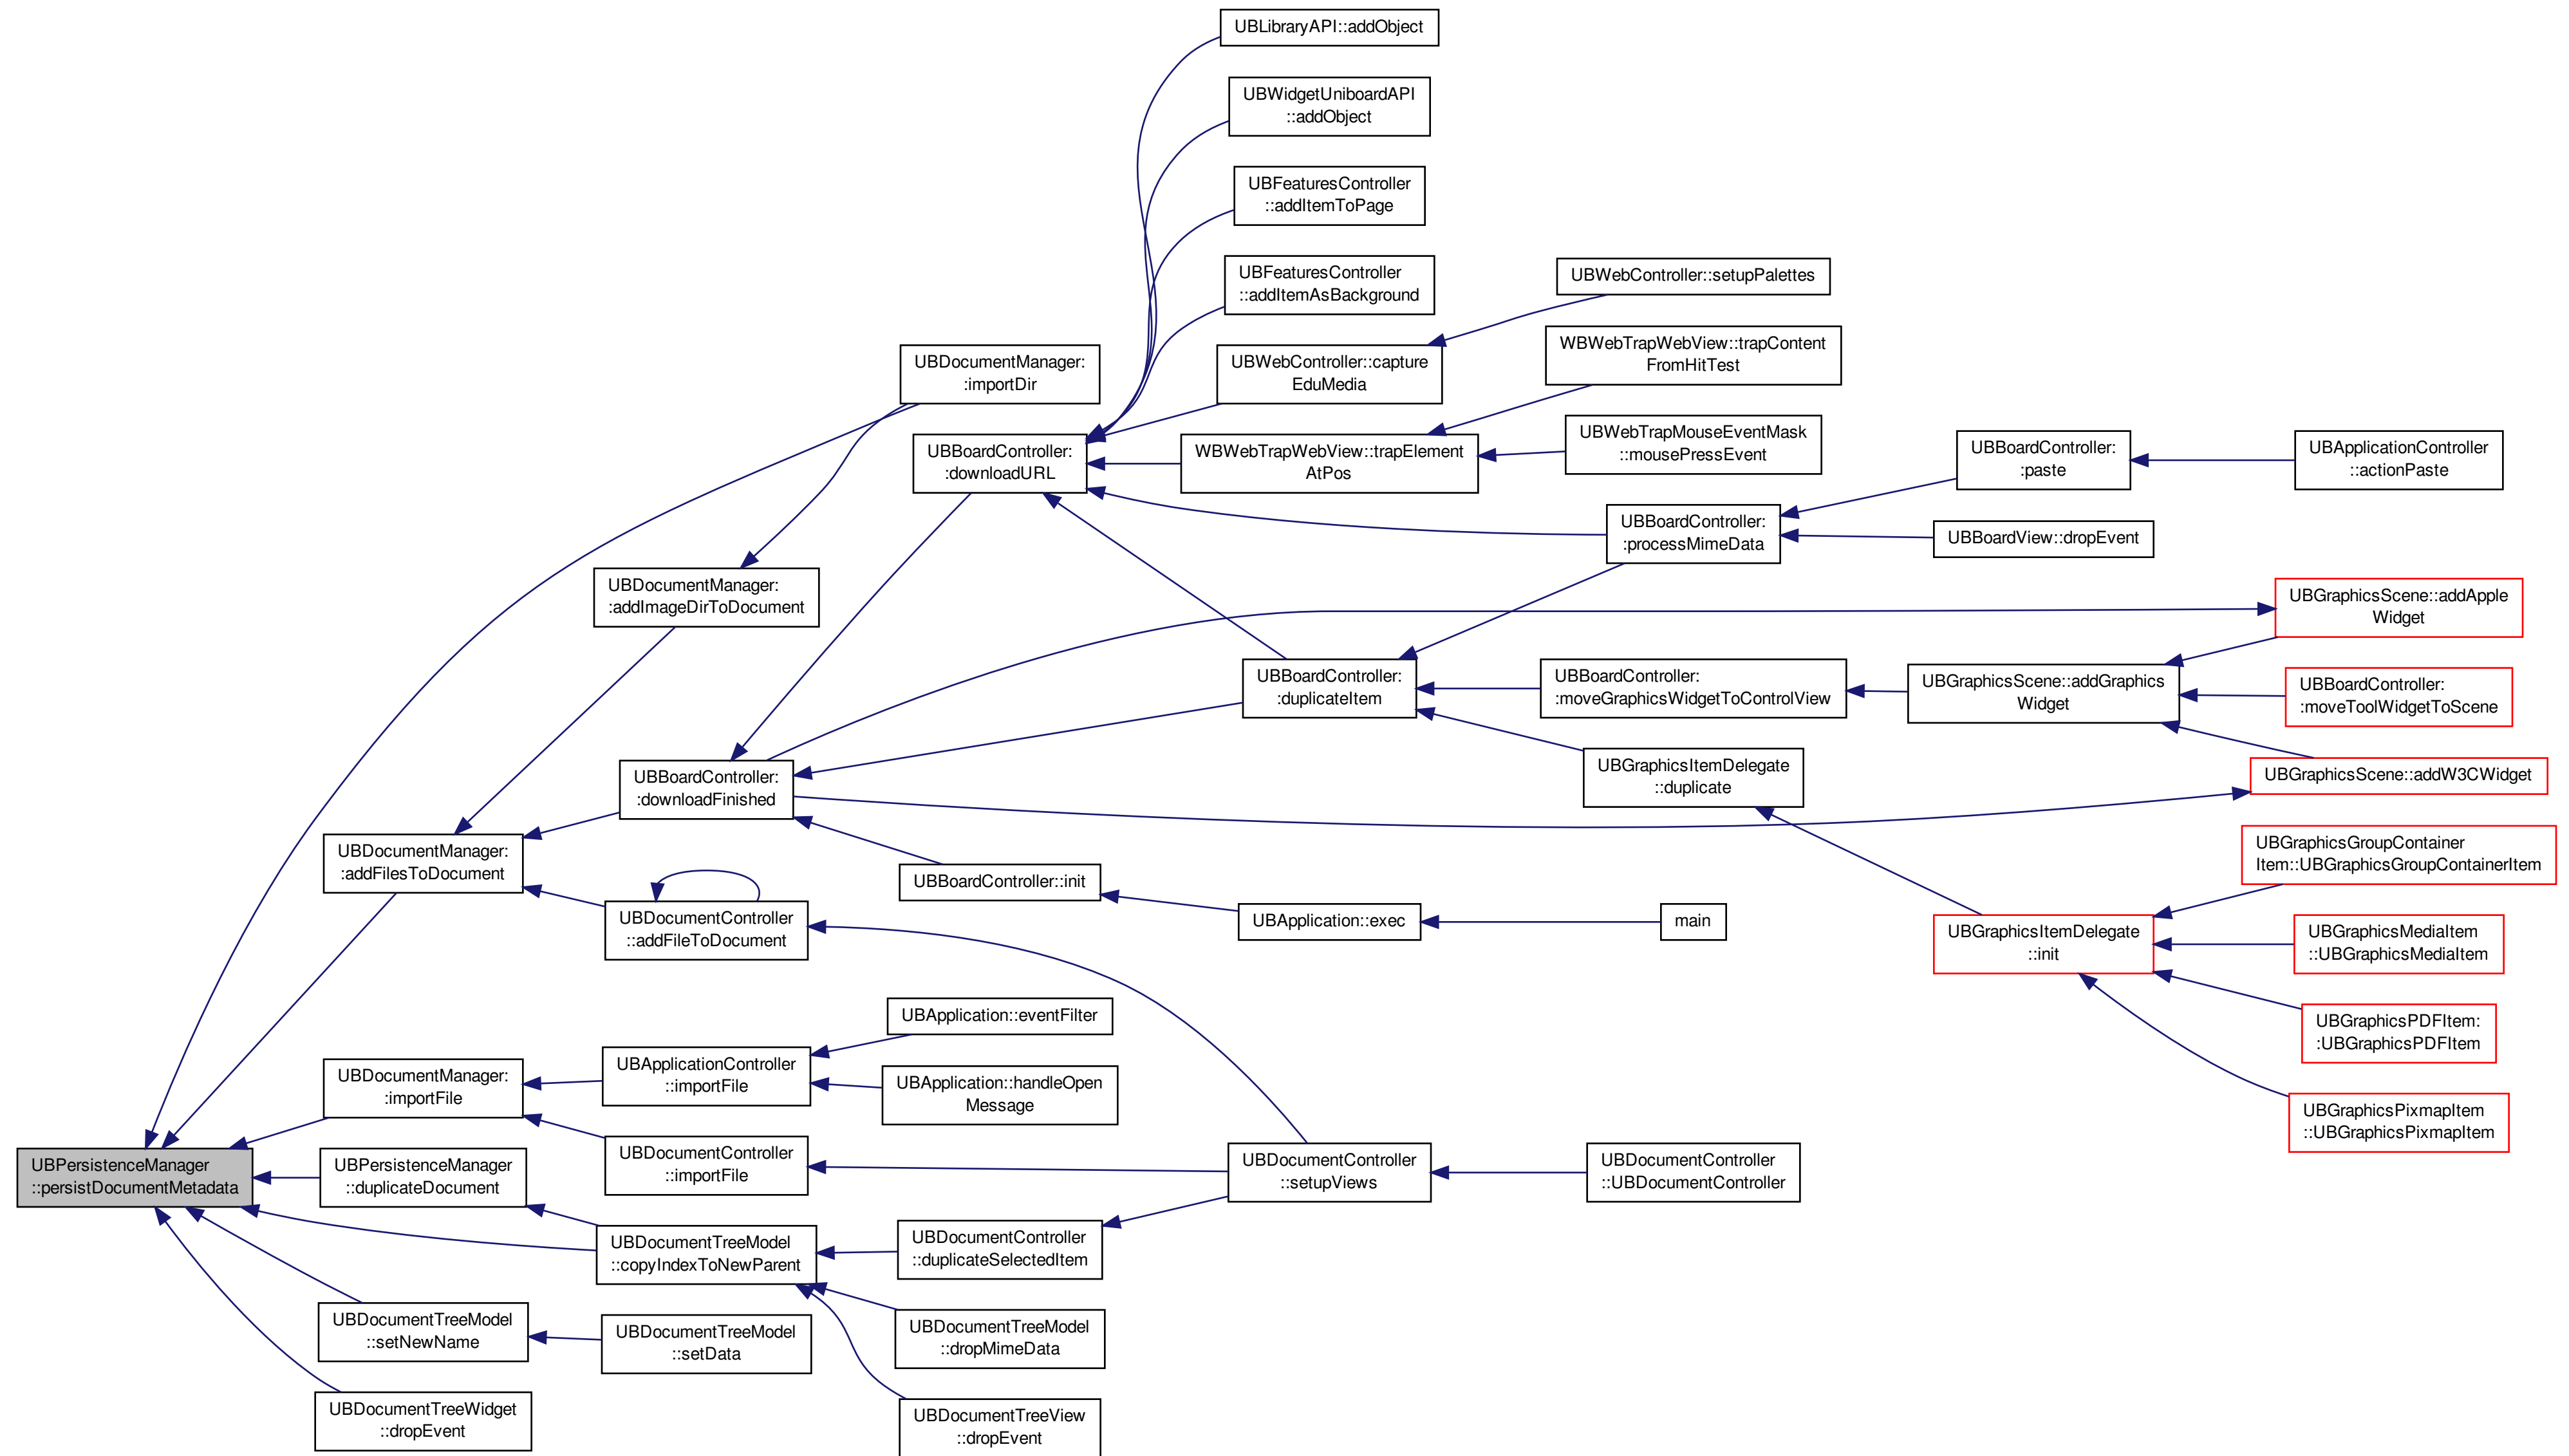 UBLibraryAPI::addObject
UBWidgetUniboardAPI
::addObject
UBFeaturesController
::addItemToPage
UBFeaturesController
::addItemAsBackground
UBWebController::setupPalettes
WBWebTrapWebView::trapContent
FromHitTest
UBDocumentManager:
:importDir
UBWebController::capture
EduMedia
UBBoardController:
:downloadURL
WBWebTrapWebView::trapElement
AtPos
UBWebTrapMouseEventMask
::mousePressEvent
UBBoardController:
:paste
UBApplicationController
::actionPaste
UBBoardController:
:processMimeData
UBBoardView::dropEvent
UBDocumentManager:
:addImageDirToDocument
UBGraphicsScene::addApple
Widget
UBBoardController:
:duplicateItem
UBBoardController:
:moveGraphicsWidgetToControlView
UBGraphicsScene::addGraphics
Widget
UBBoardController:
:moveToolWidgetToScene
UBBoardController:
:downloadFinished
UBGraphicsItemDelegate
::duplicate
UBGraphicsScene::addW3CWidget
UBDocumentManager:
:addFilesToDocument
UBBoardController::init
UBGraphicsGroupContainer
Item::UBGraphicsGroupContainerItem
UBDocumentController
::addFileToDocument
UBApplication::exec
main
UBGraphicsItemDelegate
::init
UBGraphicsMediaItem
::UBGraphicsMediaItem
UBApplication::eventFilter
UBGraphicsPDFItem:
:UBGraphicsPDFItem
UBDocumentManager:
:importFile
UBApplicationController
::importFile
UBApplication::handleOpen
Message
UBGraphicsPixmapItem
::UBGraphicsPixmapItem
UBPersistenceManager
::persistDocumentMetadata
UBPersistenceManager
::duplicateDocument
UBDocumentController
::importFile
UBDocumentController
::setupViews
UBDocumentController
::UBDocumentController
UBDocumentTreeModel
::copyIndexToNewParent
UBDocumentController
::duplicateSelectedItem
UBDocumentTreeModel
::setNewName
UBDocumentTreeModel
::setData
UBDocumentTreeModel
::dropMimeData
UBDocumentTreeWidget
::dropEvent
UBDocumentTreeView
::dropEvent